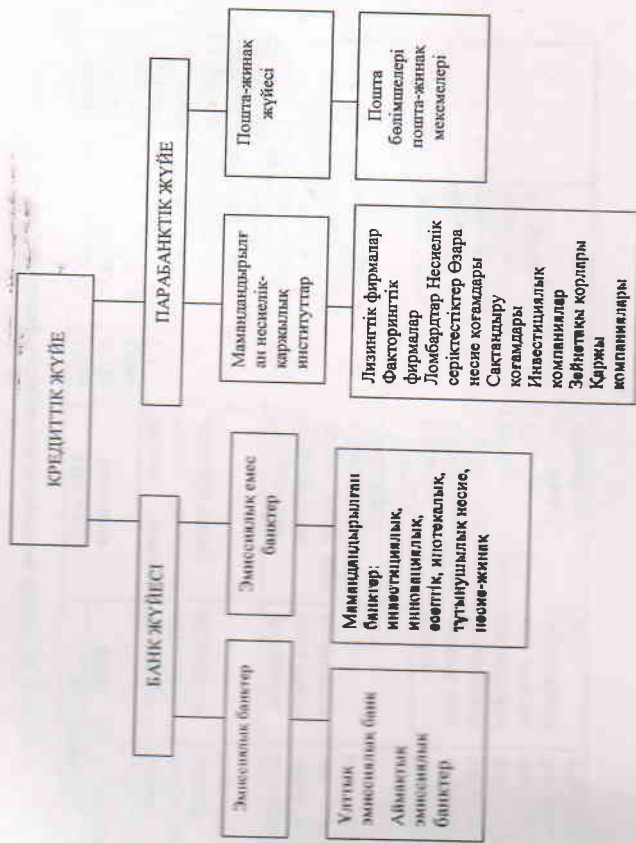 КРЕДИТТІК ЖҮЙЕ
БАНК ЖҮЙЕСІ
ПАРАБАНКТІК ЖҮЙЕ
Эмиссиялық банктер
Эмиссиялық емес
банктер
Мамандандырылғ
ан несиелік-
қаржылық
институттар
Пошта-жинақ
жүйесі
Ұлттық
эмиссиялық банк
Аймақтық
эмиссиялық
банктер
Мамандандырылған
банктер:
инвестициялық,
инновациялық,
есептік, ипотекалық,
тұтынушылық несие,
несие-жинақ
Лизингтік фирмалар
Факторингтік
фирмалар
Ломбардтар Несиелік
серіктестіктер Өзара
несие қоғамдары
Сақтандыру
қоғамдары
Инвестициялық
компаниялар
Зейнетақы қорлары
Қаржы
компаниялары
Пошта
бөлімшелері
пошта-жинақ
мекемелері